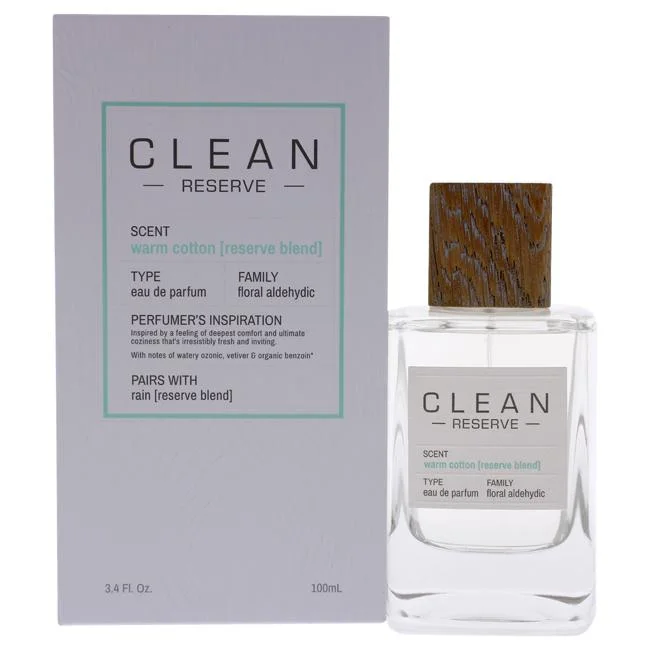 CLEAN
— RESERVE —
SCENT
warm cotton [reserve blend]
TYPE
eau de parfum
FAMILY
floral aldehydic
PERFUMER'S INSPIRATION
Inspired by a feeling of deepest comfort and ultimate
coziness that's irresistibly fresh and inviting.
With notes of watery ozonic, vetiver & organic benzoin*
PAIRS WITH
rain [reserve blend]
3.4 Fl. Oz.
100mL
CLEAN
— RESERVE —
SCENT
warm cotton [reserve blend]
TYPE
eau de parfum
FAMILY
floral aldehydic